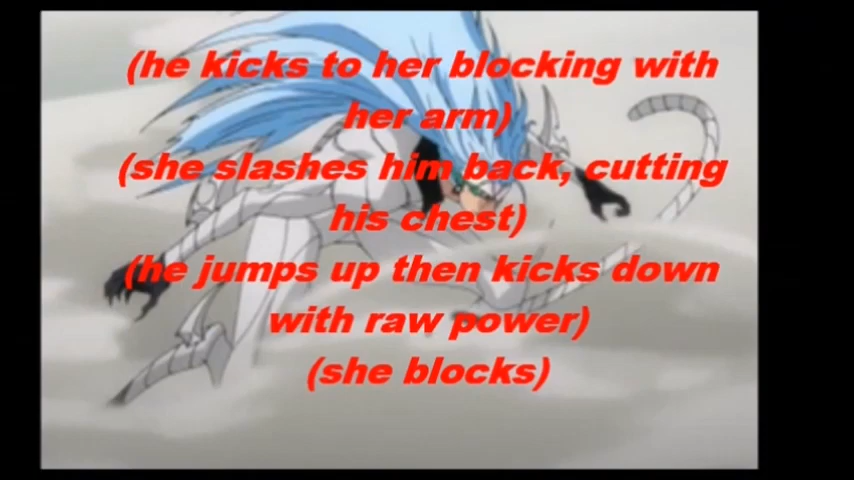 (he kicks to her blocking with
her arm)
(she slashes him back, cutting
his chest)
(he jumps up then kicks down
with raw power)
(she blocks)